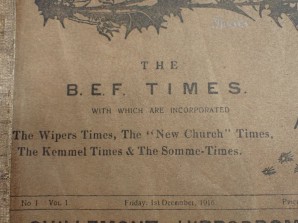 THE
B.E.F. TIMES.
WITH WHICH ARE INCORPORATED
The Wipers Times, The "New Church" Times,
The Kemmel Times & The Somme-Times.
No 1 Vol 1. Friday, 1st December, 1916.